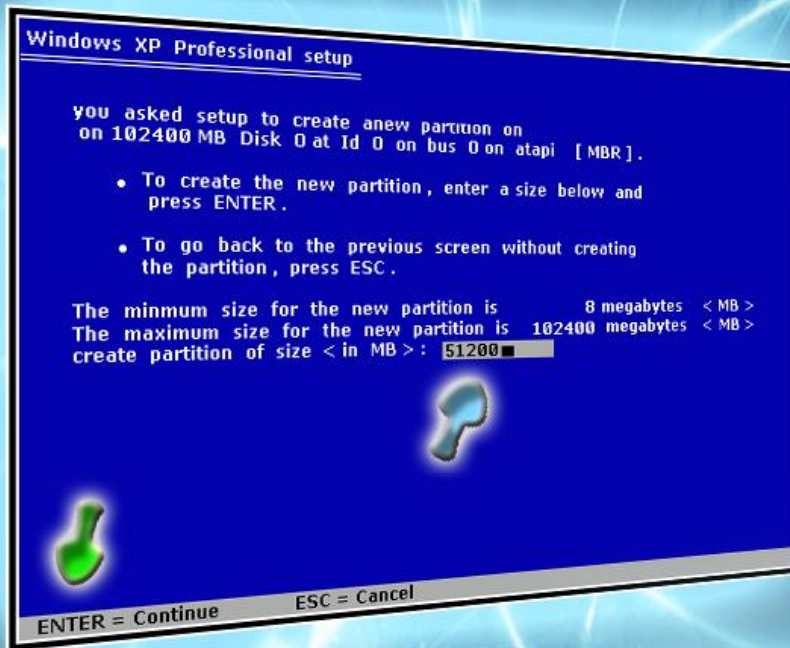 Windows XP Professional setup
you asked setup to create anew partition on
on 102400 MB Disk 0 at Id 0 on bus 0 on atapi [MBR].
• To create the new partition, enter a size below and
press ENTER.
• To go back to the previous screen without creating
the partition, press ESC.
The minmum size for the new partition is 8 megabytes <MB>
The maximum size for the new partition is 102400 megabytes <MB>
create partition of size <in MB>: 51200
ENTER = Continue ESC = Cancel